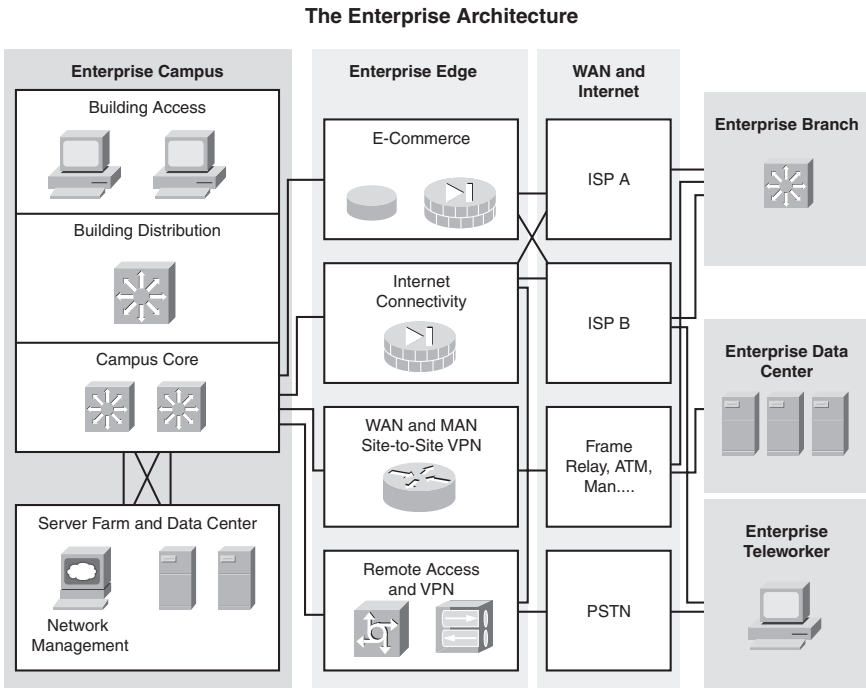 The Enterprise Architecture
Enterprise Campus
Building Access
Building Distribution
Campus Core
Server Farm and Data Center
Network
Management
Enterprise Edge
E-Commerce
Internet
Connectivity
WAN and MAN
Site-to-Site VPN
Remote Access
and VPN
WAN and
Internet
ISP A
ISP B
Frame
Relay, ATM,
Man....
PSTN
Enterprise Branch
Enterprise Data
Center
Enterprise
Teleworker